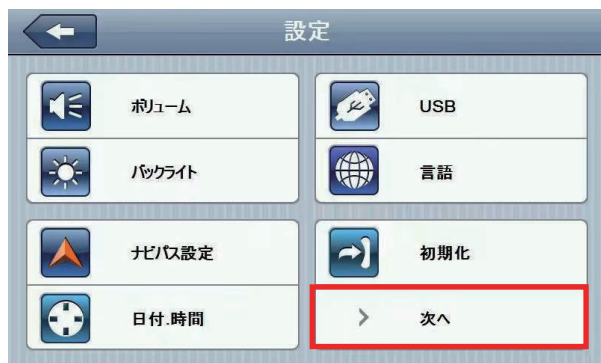 設定
ボリューム
USB
バックライト
言語
ナビパス設定
初期化
日付.時間
次へ